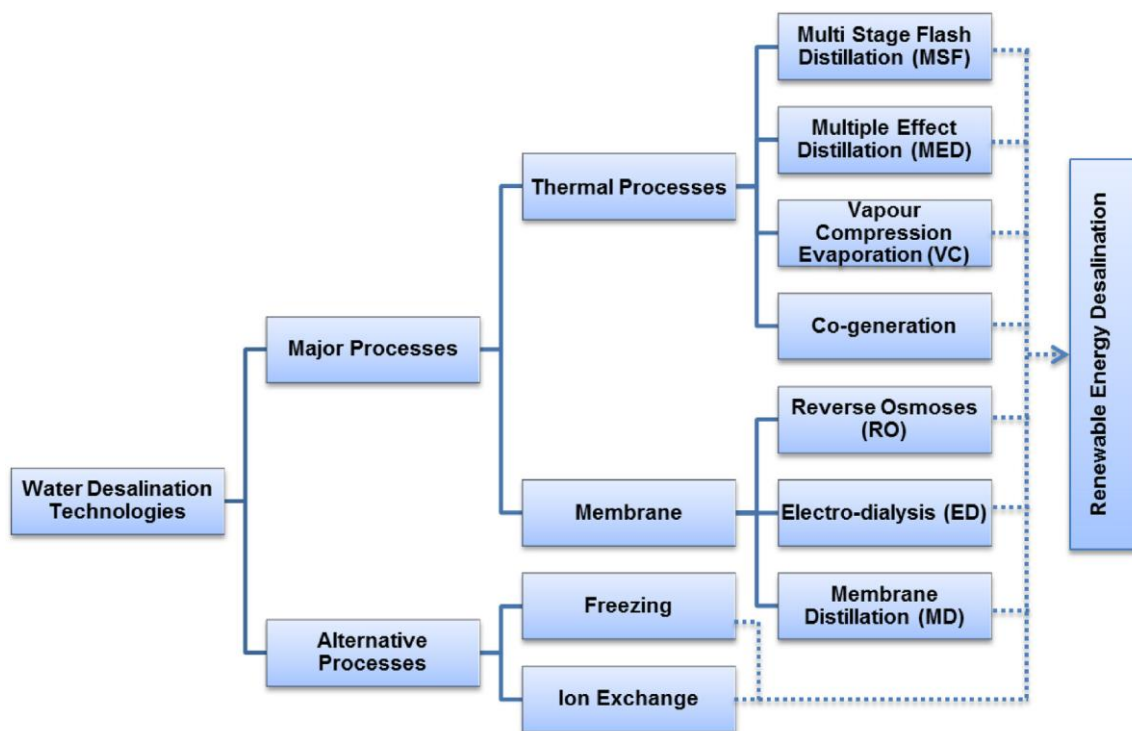 Multi Stage Flash
Distillation (MSF)
Multiple Effect
Distillation (MED)
Thermal Processes
Vapour
Compression
Evaporation (VC)
Renewable Energy Desalination
Major Processes
Co-generation
Reverse Osmoses
(RO)
Water Desalination
Technologies
Membrane
Electro-dialysis (ED)
Freezing
Membrane
Distillation (MD)
Alternative
Processes
Ion Exchange